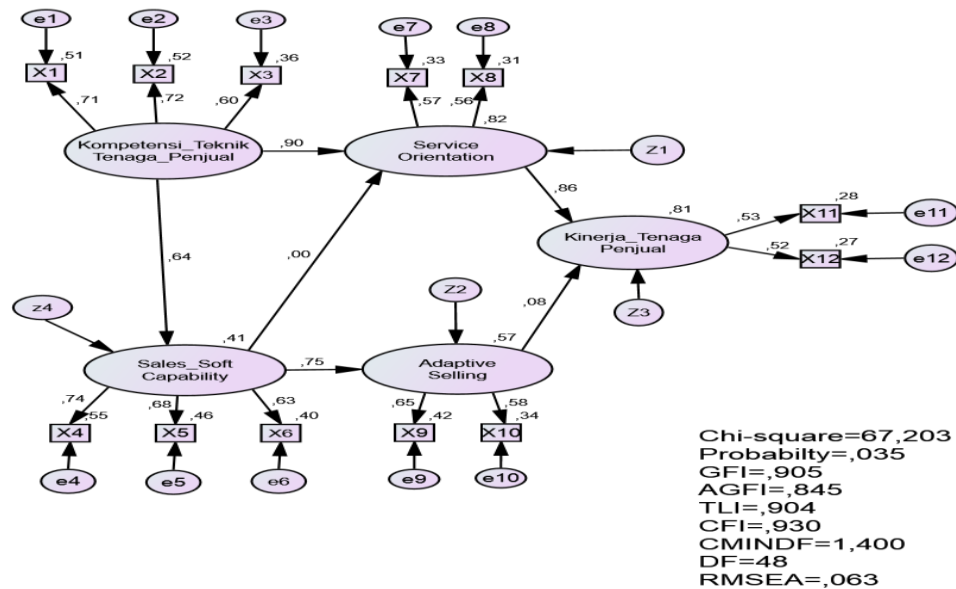 e1
e2
e3
e7
e8
,51
,52
,36
,33
,31
X1
X2
X3
X7
X8
,71
,72
,60
,57
,56
,82
Kompetensi_Teknik
Tenaga_Penjual
,90
Service
Orientation
Z1
,86
,28
,81
,53
X11
e11
Kinerja_Tenaga
Penjual
,27
,52
X12
e12
,64
,00
Z2
,08
Z3
z4
,41
,57
Sales_Soft
Capability
,75
Adaptive
Selling
,74
,55
,68
,46
,63
,40
,65
,42
,58
,34
X4
X5
X6
X9
X10
e4
e5
e6
e9
e10
Chi-square=67,203
Probabilty=,035
GFI=,905
AGFI=,845
TLI=,904
CFI=,930
CMINDF=1,400
DF=48
RMSEA=,063